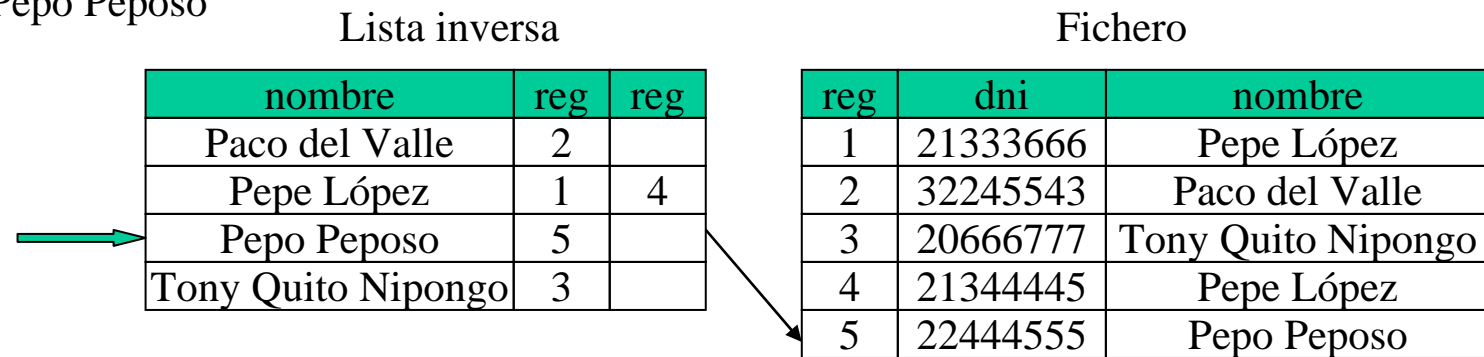 Pepo Peposo
Lista inversa
nombre reg reg
Paco del Valle 2
Pepe López 1 4
Pepo Peposo 5
Tony Quito Nipongo 3
Fichero
reg dni nombre
1 21333666 Pepe López
2 32245543 Paco del Valle
3 20666777 Tony Quito Nipongo
4 21344445 Pepe López
5 22444555 Pepo Peposo